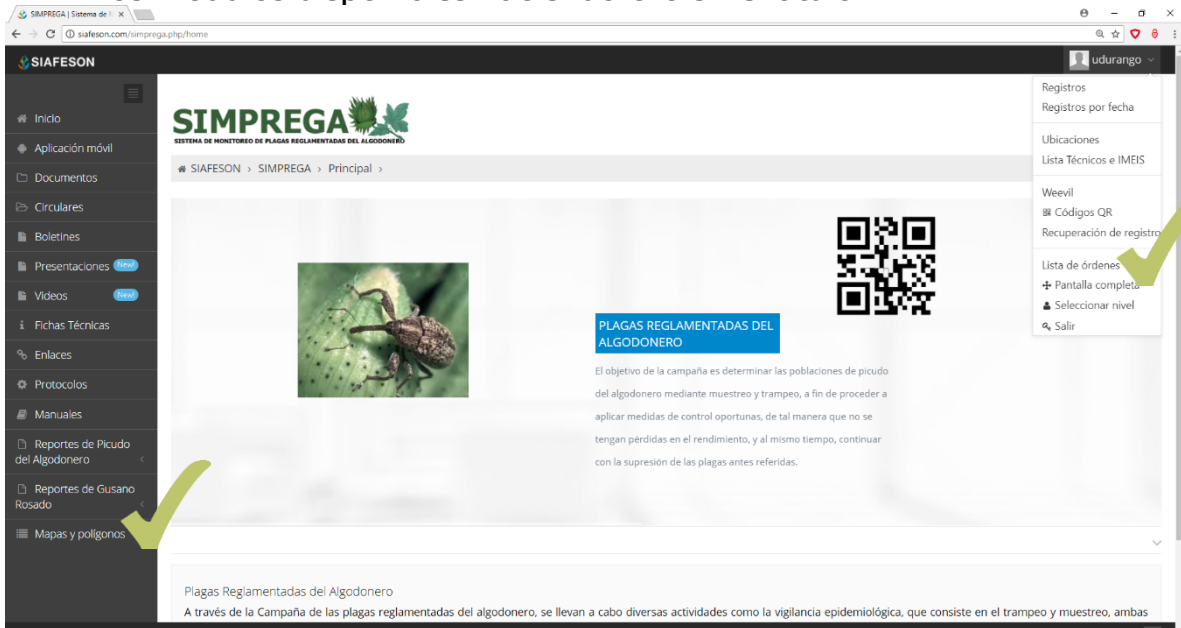 SIMPREGA | Sistema de
siafeson.com/simprega.php/home
SIAFESON
udurango
Inicio
Aplicación móvil
Documentos
Circulares
Boletines
Presentaciones New!
Videos New!
Fichas Técnicas
Enlaces
Protocolos
Manuales
Reportes de Picudo
del Algodonero
Reportes de Gusano
Rosado
Mapas y polígonos
SIMPREGA
SISTEMA DE MONITOREO DE PLAGAS REGLAMENTADAS DEL ALGODONERO
SIAFESON > SIMPREGA > Principal >
PLAGAS REGLAMENTADAS DEL
ALGODONERO
El objetivo de la campaña es determinar las poblaciones de picudo
del algodonero mediante muestreo y trampeo, a fin de proceder a
aplicar medidas de control oportunas, de tal manera que no se
tengan pérdidas en el rendimiento, y al mismo tiempo, continuar
con la supresión de las plagas antes referidas.
Registros
Registros por fecha
Ubicaciones
Lista Técnicos e IMEIS
Weevil
Códigos QR
Recuperación de registro
Lista de órdenes
Pantalla completa
Seleccionar nivel
Salir
Plagas Reglamentadas del Algodonero
A través de la Campaña de las plagas reglamentadas del algodonero, se llevan a cabo diversas actividades como la vigilancia epidemiológica, que consiste en el trampeo y muestreo, ambas